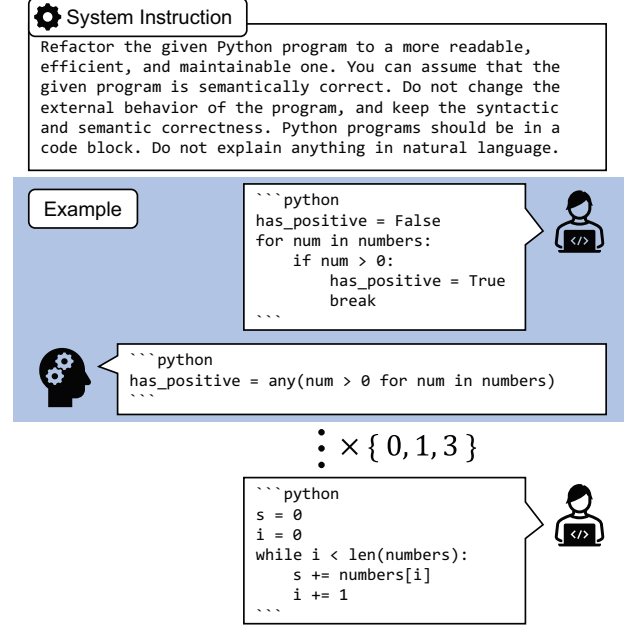 System Instruction
Refactor the given Python program to a more readable,
efficient, and maintainable one. You can assume that the
given program is semantically correct. Do not change the
external behavior of the program, and keep the syntactic
and semantic correctness. Python programs should be in a
code block. Do not explain anything in natural language.
Example
```python
has_positive = False
for num in numbers:
    if num > 0:
        has_positive = True
        break
```
</>
```python
has_positive = any(num > 0 for num in numbers)
```
⋮ × { 0, 1, 3 }
```python
s = 0
i = 0
while i < len(numbers):
    s += numbers[i]
    i += 1
```
</>